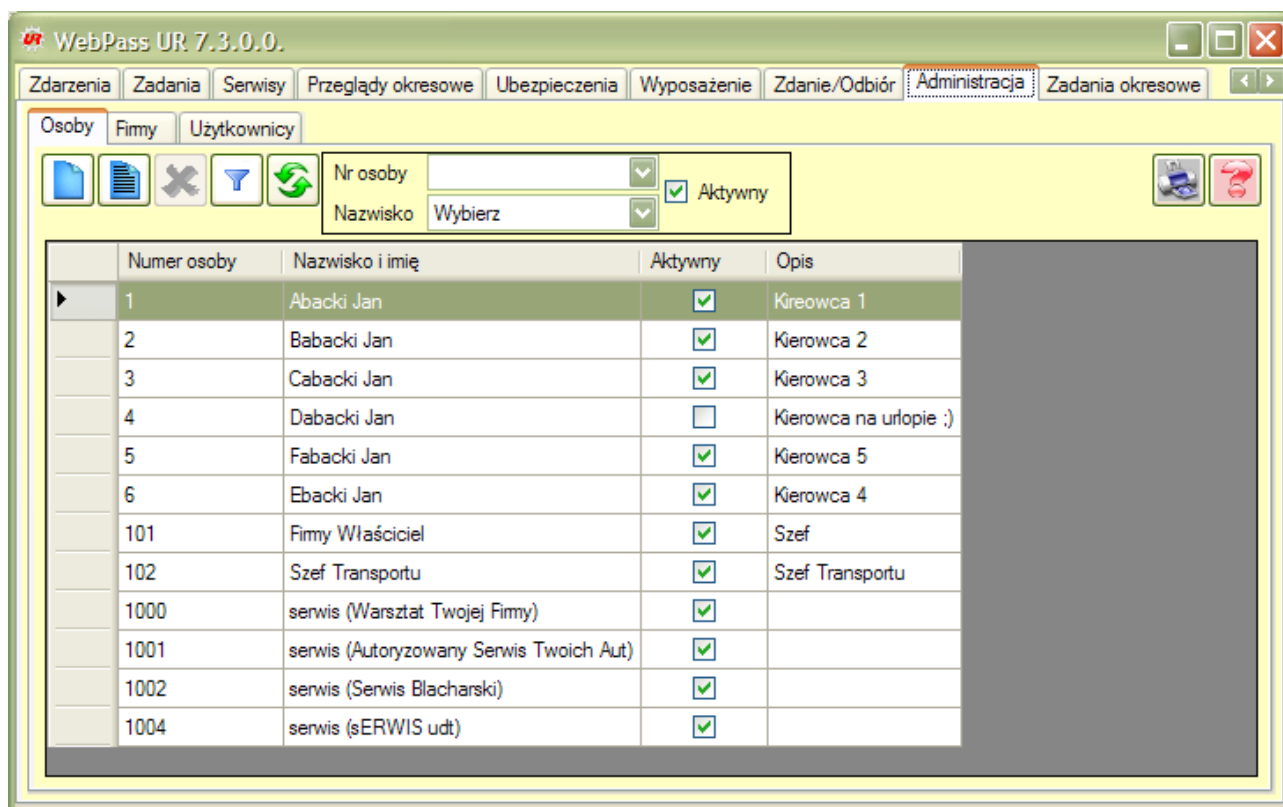 WebPass UR 7.3.0.0.
Zdarzenia Zadania Serwisy Przeglądy okresowe Ubezpieczenia Wyposażenie Zdanie/Odbiór Administracja Zadania okresowe
Osoby Firmy Użytkownicy
Nr osoby
Aktywny
Nazwisko Wybierz
Numer osoby Nazwisko i imię Aktywny Opis
1 Abacki Jan Kireowca 1
2 Babacki Jan Kierowca 2
3 Cabacki Jan Kierowca 3
4 Dabacki Jan Kierowca na urlopie ;)
5 Fabacki Jan Kierowca 5
6 Ebacki Jan Kierowca 4
101 Firmy Właściciel Szef
102 Szef Transportu Szef Transportu
1000 serwis (Warsztat Twojej Firmy)
1001 serwis (Autoryzowany Serwis Twoich Aut)
1002 serwis (Serwis Blacharski)
1004 serwis (sERWIS udt)